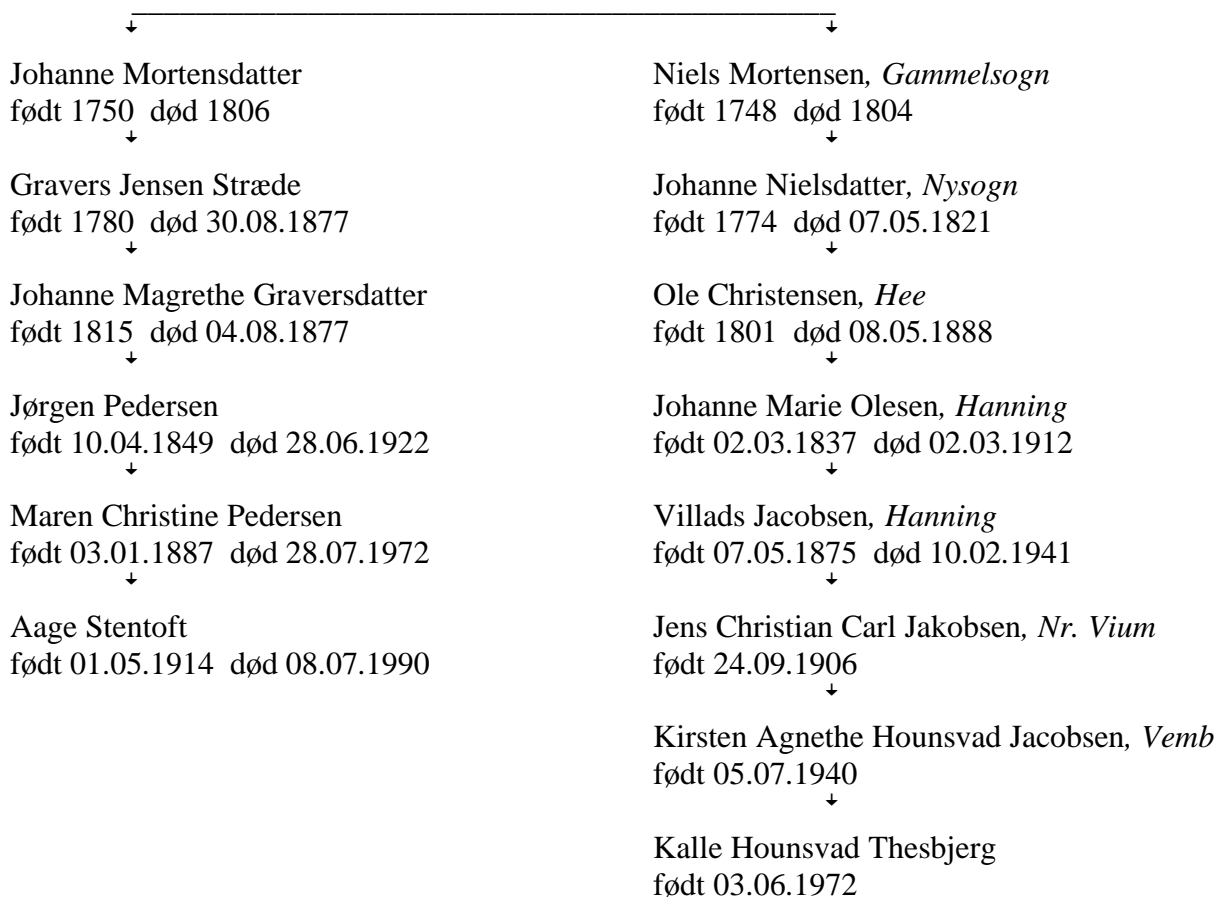 Johanne Mortensdatter
født 1750 død 1806
Gravers Jensen Stræde
født 1780 død 30.08.1877
Johanne Magrethe Graversdatter
født 1815 død 04.08.1877
Jørgen Pedersen
født 10.04.1849 død 28.06.1922
Maren Christine Pedersen
født 03.01.1887 død 28.07.1972
Aage Stentoft
født 01.05.1914 død 08.07.1990
Niels Mortensen, Gammelsogn
født 1748 død 1804
Johanne Nielsdatter, Nysogn
født 1774 død 07.05.1821
Ole Christensen, Hee
født 1801 død 08.05.1888
Johanne Marie Olesen, Hanning
født 02.03.1837 død 02.03.1912
Villads Jacobsen, Hanning
født 07.05.1875 død 10.02.1941
Jens Christian Carl Jakobsen, Nr. Vium
født 24.09.1906
Kirsten Agnethe Hounsvad Jacobsen, Vemb
født 05.07.1940
Kalle Hounsvad Thesbjerg
født 03.06.1972